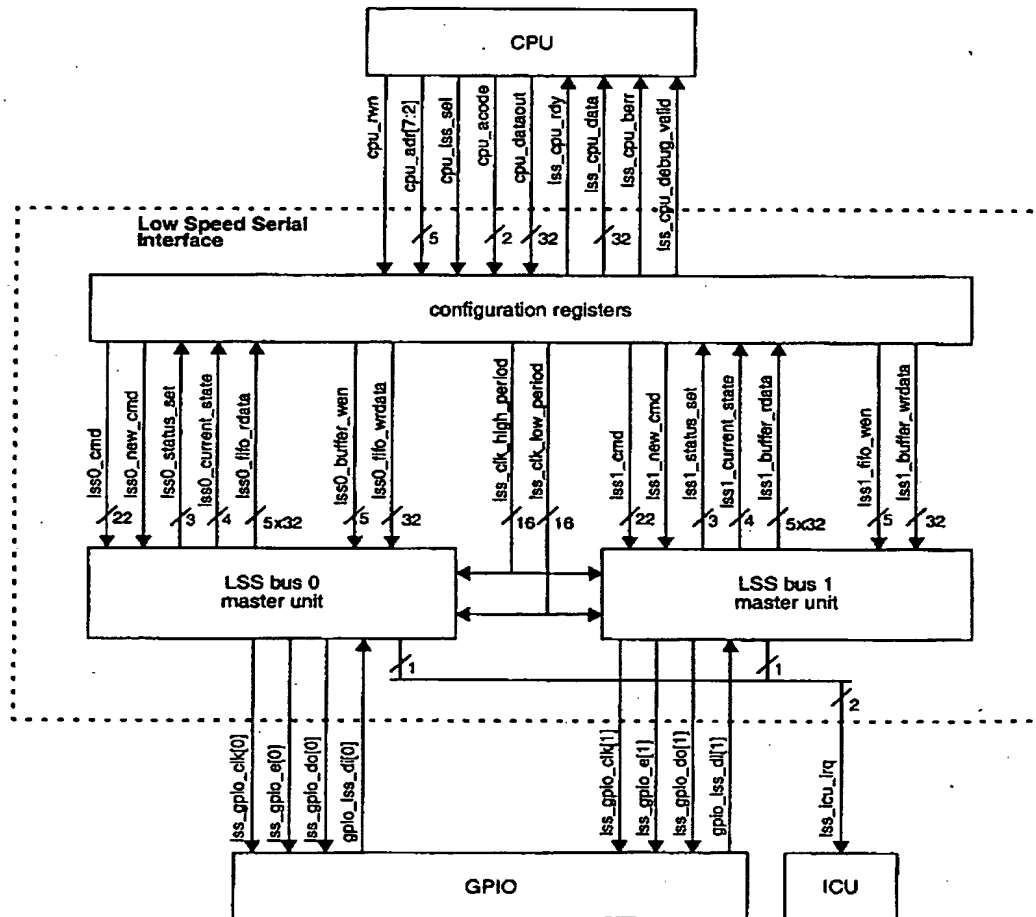 CPU
cpu_rwn
cpu_adr[7:2]
cpu_lss_sel
cpu_acode
cpu_dataout
lss_cpu_rdy
lss_cpu_data
lss_cpu_berr
lss_cpu_debug_valid
5
2
32
32
Low Speed Serial
Interface
configuration registers
lss0_cmd
lss0_new_cmd
lss0_status_set
lss0_current_state
lss0_fifo_rdata
lss0_buffer_wen
lss0_fifo_wrdata
lss_clk_high_period
lss_clk_low_period
lss1_cmd
lss1_new_cmd
lss1_status_set
lss1_current_state
lss1_buffer_rdata
lss1_fifo_wen
lss1_buffer_wrdata
22
3
4
5x32
5
32
16
16
22
3
4
5x32
5
32
LSS bus 0
master unit
LSS bus 1
master unit
1
1
2
lss_gpio_clk[0]
lss_gpio_e[0]
lss_gpio_do[0]
gpio_lss_di[0]
lss_gpio_clk[1]
lss_gpio_e[1]
lss_gpio_do[1]
gpio_lss_di[1]
lss_icu_irq
GPIO
ICU